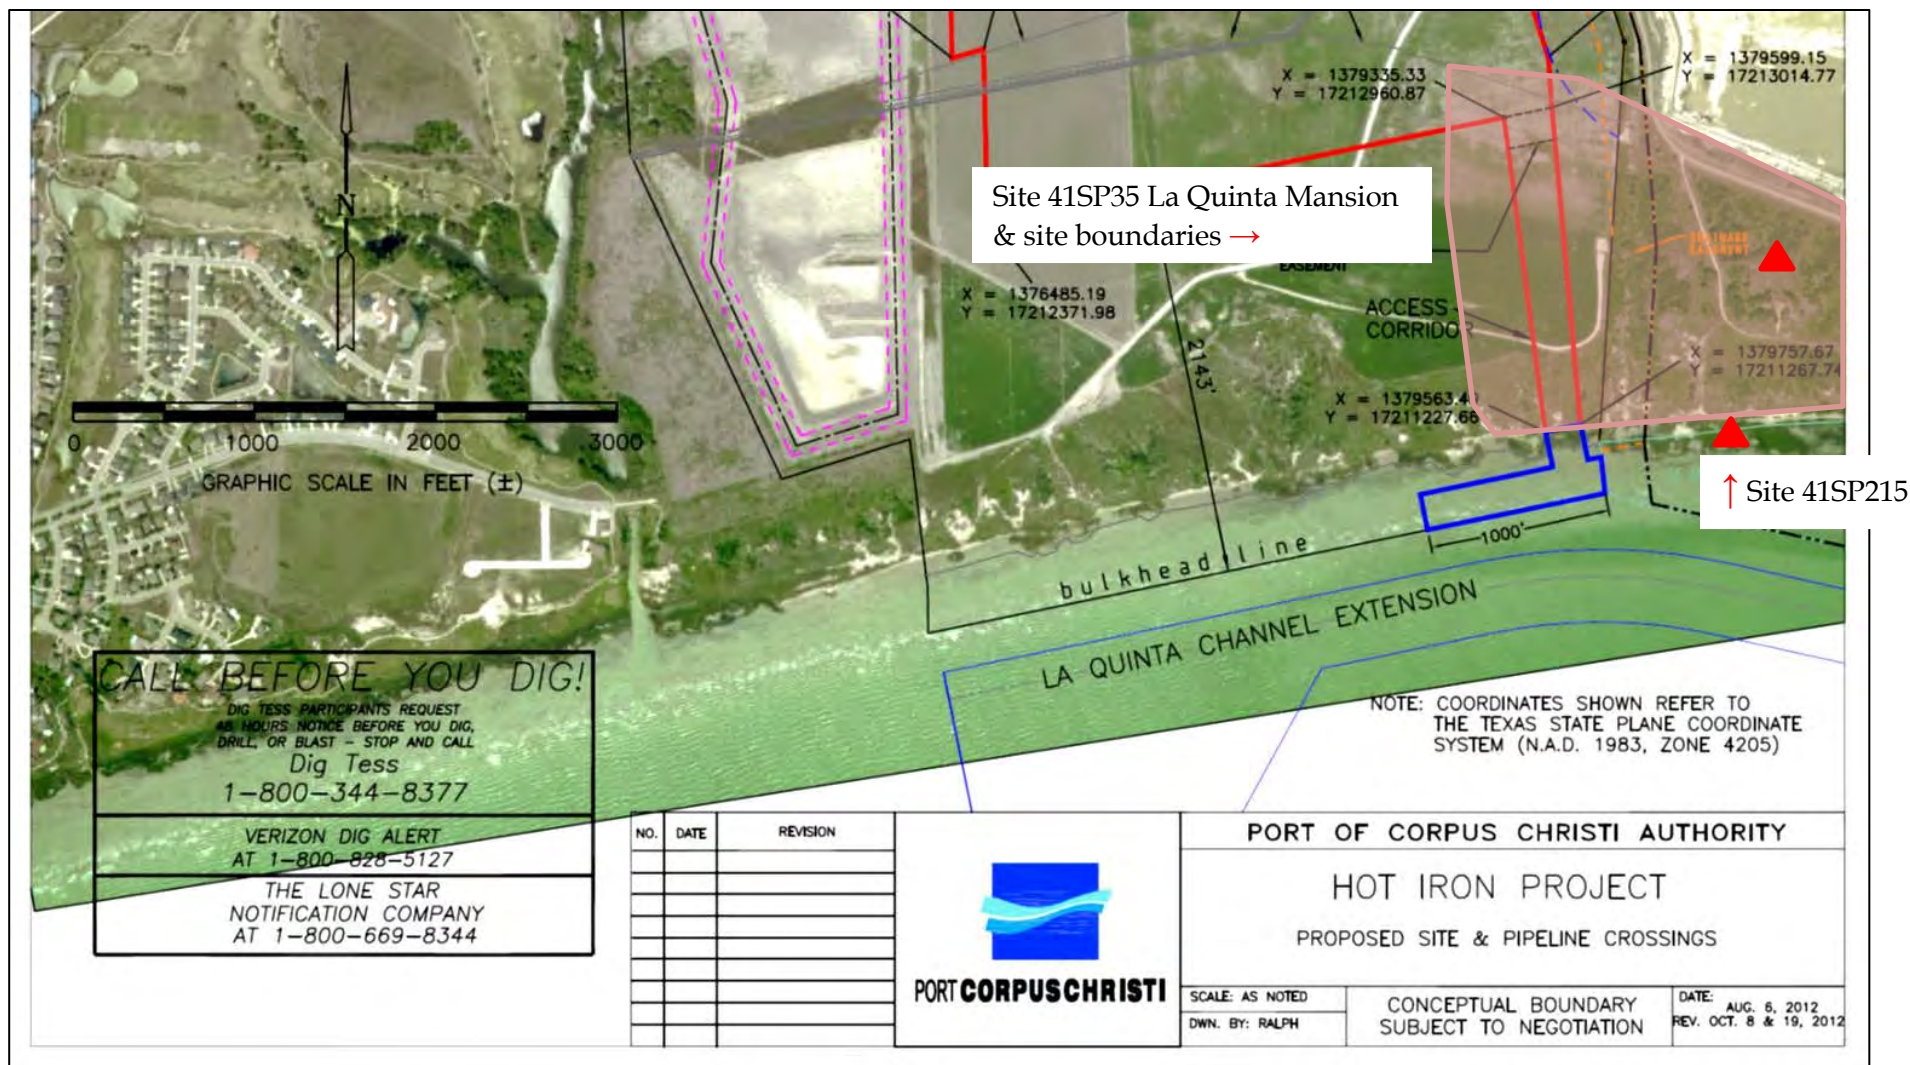 X = 1379599.15
Y = 17213014.77
X = 1379335.33
Y = 17212960.87
N
Site 41SP35 La Quinta Mansion
& site boundaries →
EASEMENT
DRAINAGE
EASEMENT
X = 1376485.19
Y = 17212371.98
ACCESS
CORRIDOR
2143'
X = 1379757.67
Y = 17211267.74
X = 1379563.4
Y = 17211227.66
0 1000 2000 3000
GRAPHIC SCALE IN FEET (±)
↑ Site 41SP215
1000'
bulkhead line
LA QUINTA CHANNEL EXTENSION
CALL BEFORE YOU DIG!
DIG TESS PARTICIPANTS REQUEST
48 HOURS NOTICE BEFORE YOU DIG,
DRILL, OR BLAST - STOP AND CALL
Dig Tess
1-800-344-8377
VERIZON DIG ALERT
AT 1-800-828-5127
THE LONE STAR
NOTIFICATION COMPANY
AT 1-800-669-8344
NOTE: COORDINATES SHOWN REFER TO
THE TEXAS STATE PLANE COORDINATE
SYSTEM (N.A.D. 1983, ZONE 4205)
NO. DATE REVISION
PORT CORPUS CHRISTI
PORT OF CORPUS CHRISTI AUTHORITY
HOT IRON PROJECT
PROPOSED SITE & PIPELINE CROSSINGS
SCALE: AS NOTED
DWN. BY: RALPH
CONCEPTUAL BOUNDARY
SUBJECT TO NEGOTIATION
DATE: AUG. 6, 2012
REV. OCT. 8 & 19, 2012